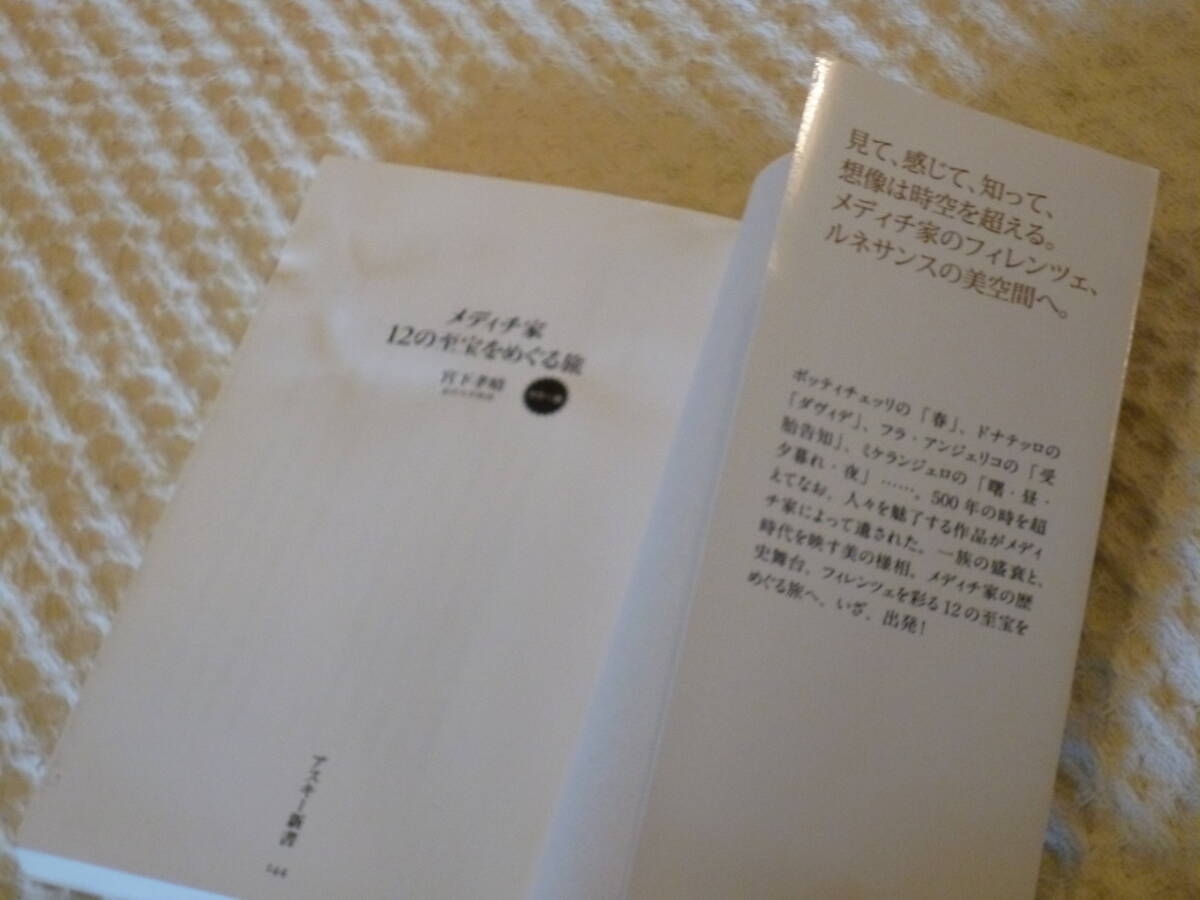 メディチ家
12の至宝をめぐる旅
宮下孝晴
アスキー新書
144
見て、感じて、知って、
想像は時空を超える。
メディチ家のフィレンツェ、
ルネサンスの美空間へ。
ボッティチェッリの「春」、ドナテッロの
「ダヴィデ」、フラ・アンジェリコの「受
胎告知」、ミケランジェロの「曙・昼・
夕暮れ・夜」……。500年の時を超
えてなお、人々を魅了する作品がメディ
チ家によって遺された。一族の盛衰と、
時代を映す美の様相。メディチ家の歴
史舞台、フィレンツェを彩る12の至宝を
めぐる旅へ、いざ、出発！